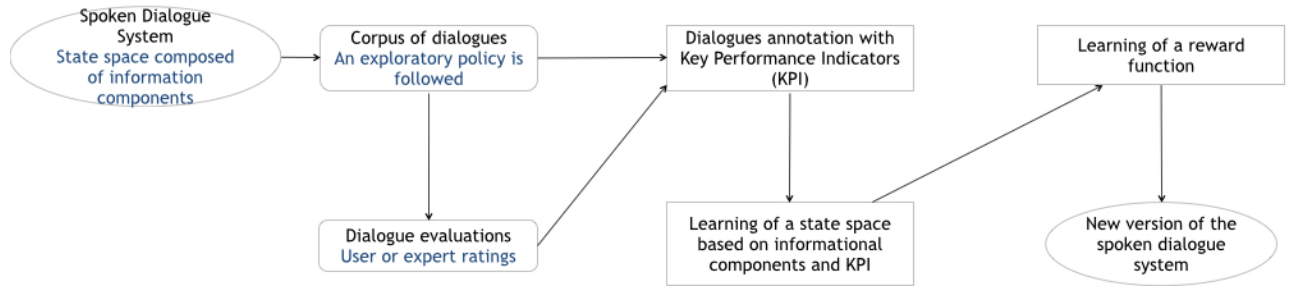 Spoken Dialogue
System
State space composed
of information
components
Corpus of dialogues
An exploratory policy is
followed
Dialogue evaluations
User or expert ratings
Dialogues annotation with
Key Performance Indicators
(KPI)
Learning of a state space
based on informational
components and KPI
Learning of a reward
function
New version of the
spoken dialogue
system